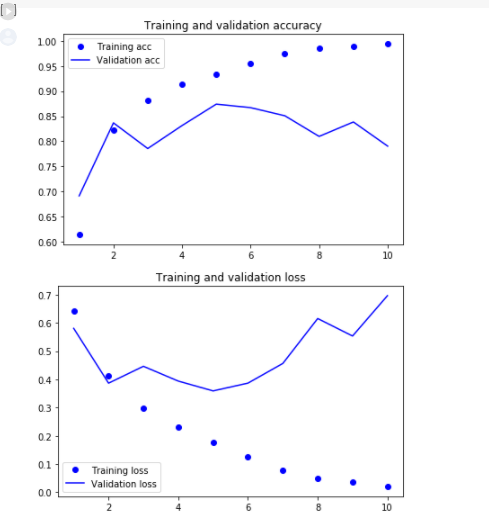 Training and validation accuracy
1.00
0.95
0.90
0.85
0.80
0.75
0.70
0.65
0.60
Training acc
Validation acc
2 4 6 8 10
Training and validation loss
0.7
0.6
0.5
0.4
0.3
0.2
0.1
0.0
Training loss
Validation loss
2 4 6 8 10